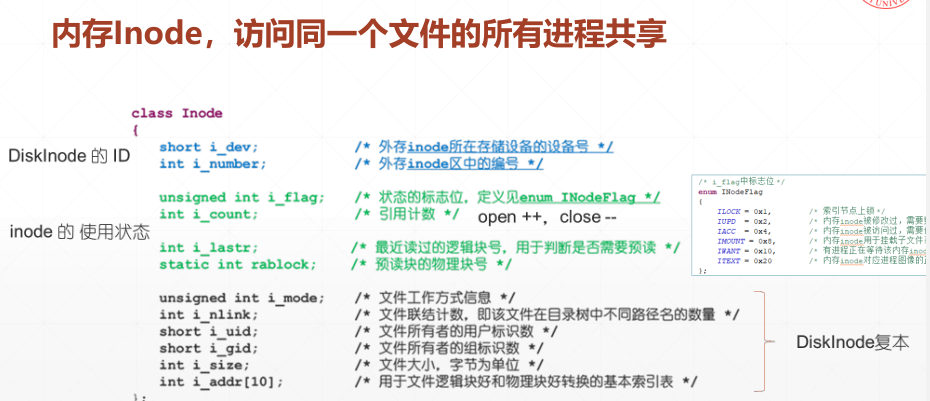 内存Inode，访问同一个文件的所有进程共享
class Inode
{
DiskInode 的 ID
short i_dev; /* 外存inode所在存储设备的设备号 */
int i_number; /* 外存inode区中的编号 */
unsigned int i_flag; /* 状态的标志位，定义见enum INodeFlag */
int i_count; /* 引用计数 */ open ++，close --
inode 的 使用状态
int i_lastr; /* 最近读过的逻辑块号，用于判断是否需要预读 */
static int rablock; /* 预读块的物理块号 */
unsigned int i_mode; /* 文件工作方式信息 */
int i_nlink; /* 文件联结计数，即该文件在目录树中不同路径名的数量 */
short i_uid; /* 文件所有者的用户标识数 */
short i_gid; /* 文件所有者的组标识数 */
int i_size; /* 文件大小，字节为单位 */
int i_addr[10]; /* 用于文件逻辑块好和物理块好转换的基本索引表 */
};
DiskInode复本
/* i_flag中标志位 */
enum INodeFlag
{
ILOCK = 0x1, /* 索引节点上锁 */
IUPD = 0x2, /* 内存inode被修改过，需要
IACC = 0x4, /* 内存inode被访问过，需要
IMOUNT = 0x8, /* 内存inode用于挂载子文件
IWANT = 0x10, /* 有进程正在等待该内存inod
ITEXT = 0x20 /* 内存inode对应进程图像的
};